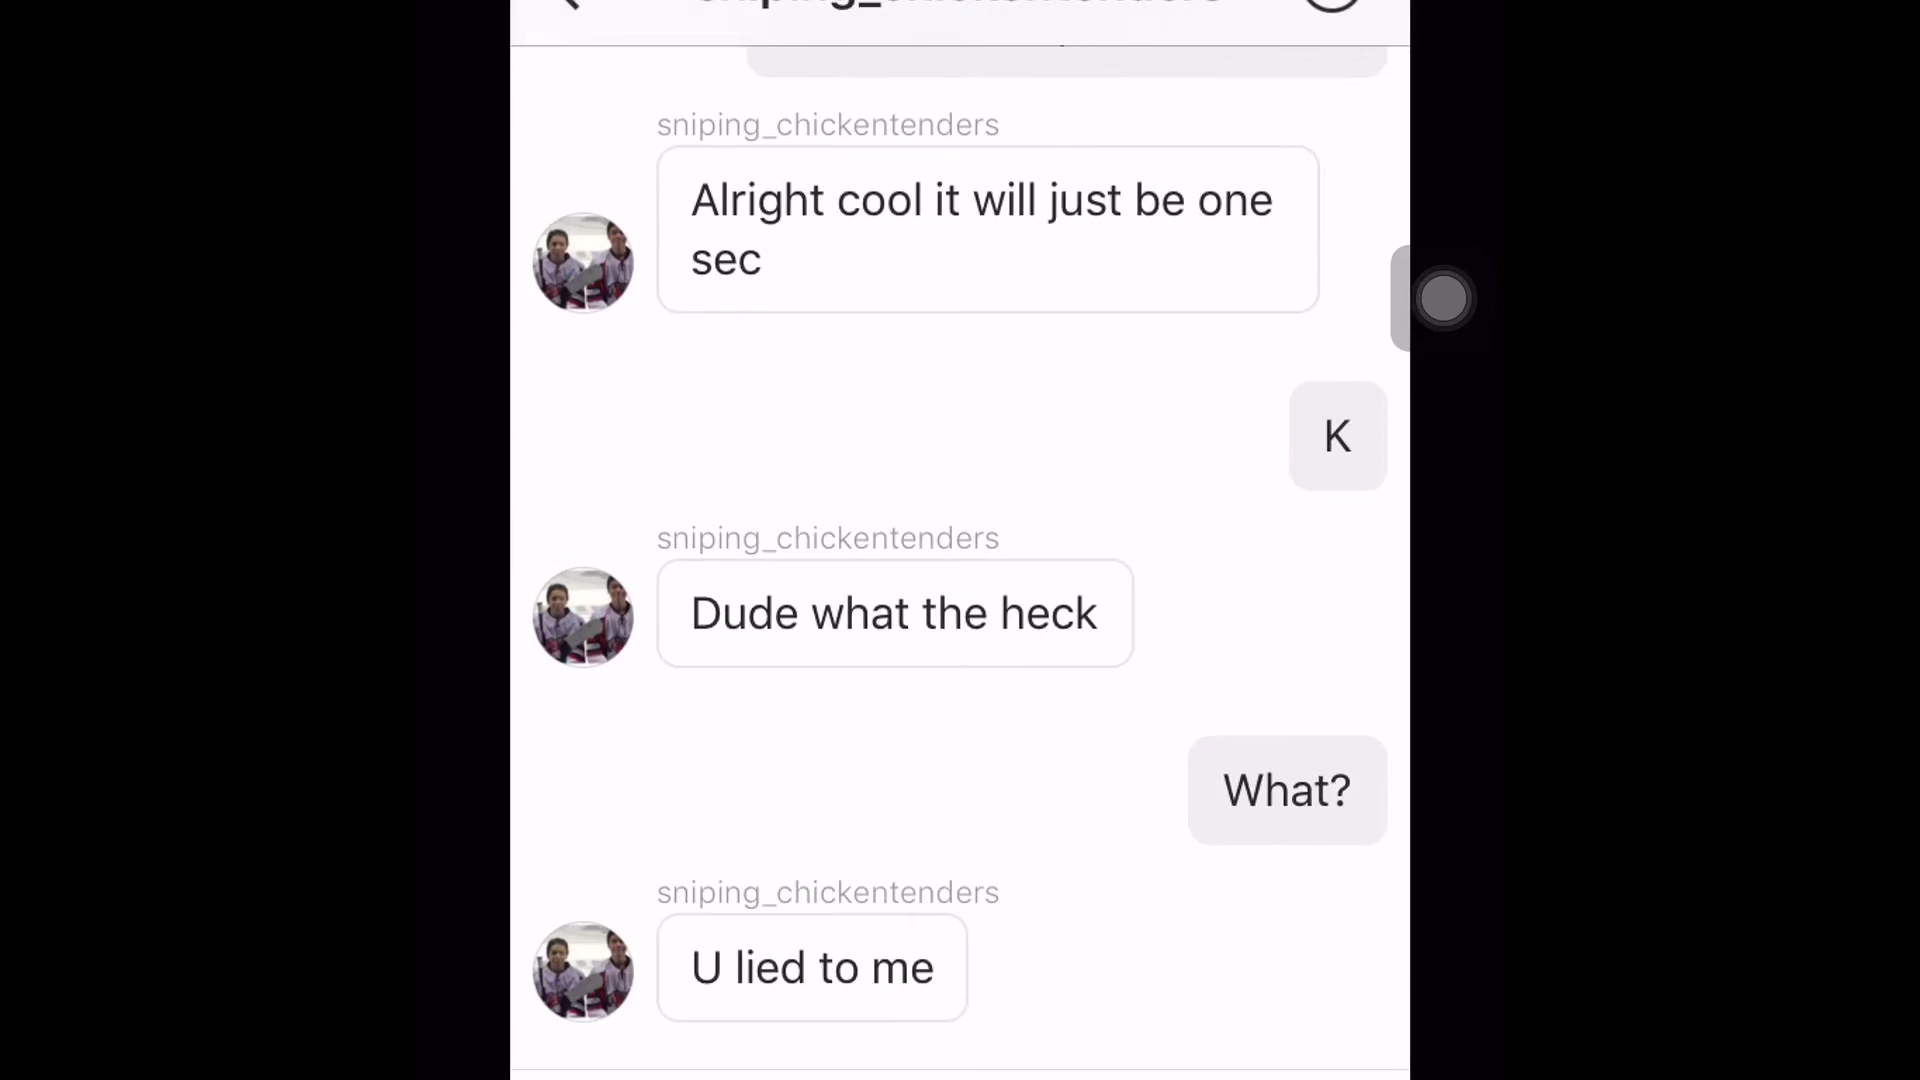 sniping_chickentenders
sniping_chickentenders
Alright cool it will just be one
sec
K
sniping_chickentenders
Dude what the heck
What?
sniping_chickentenders
U lied to me